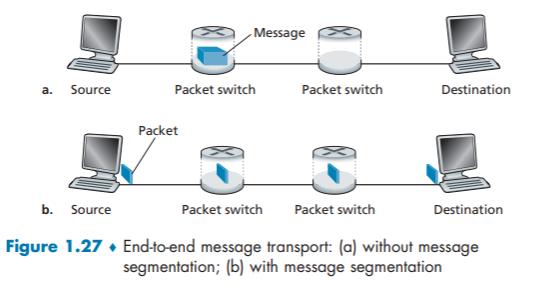 Message
a. Source Packet switch Packet switch Destination
Packet
b. Source Packet switch Packet switch Destination
Figure 1.27 ♦ End-to-end message transport: (a) without message
segmentation; (b) with message segmentation